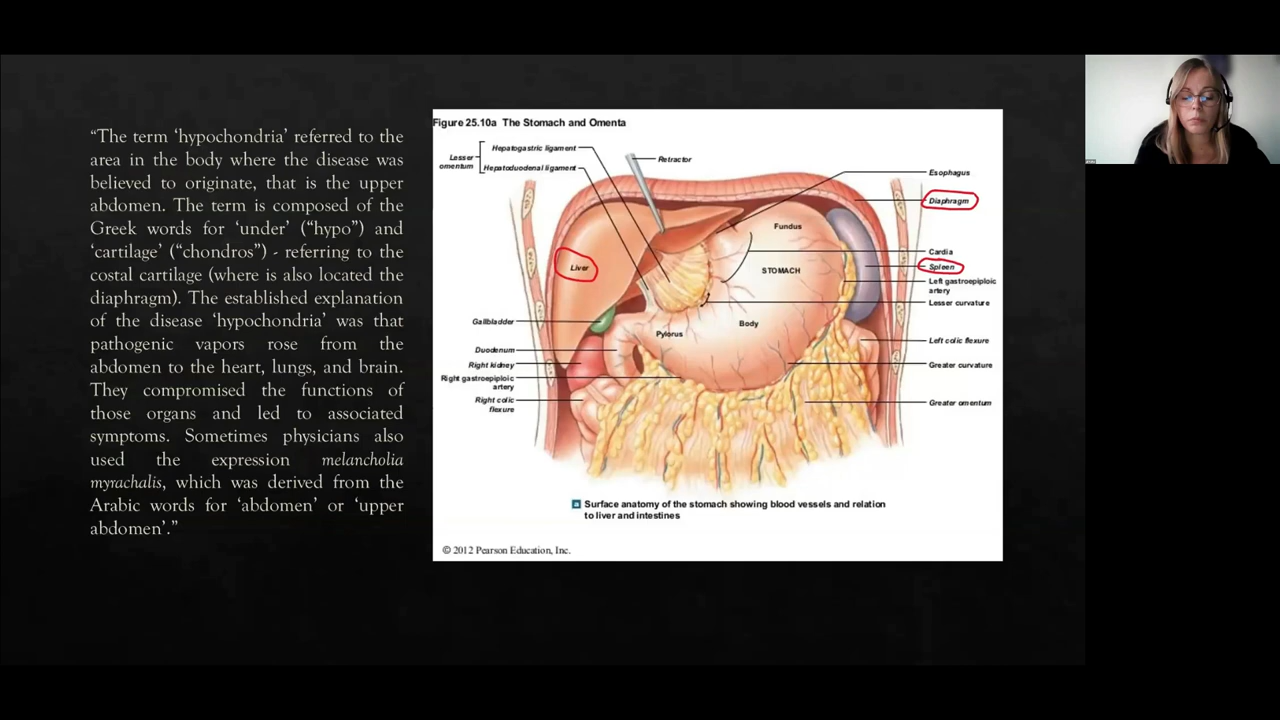 “The term ‘hypochondria’ referred to the
area in the body where the disease was
believed to originate, that is the upper
abdomen. The term is composed of the
Greek words for ‘under’ (“hypo”) and
‘cartilage’ (“chondro”) - referring to the
costal cartilage (where is also located the
diaphragm). The established explanation
of the disease ‘hypochondria’ was that
pathogenic vapors rose from the
abdomen to the heart, lungs, and brain.
They compromised the functions of
those organs and led to associated
symptoms. Sometimes physicians also
used the expression melancholia
myrachalis, which was derived from the
Arabic words for ‘abdomen’ or ‘upper
abdomen’.”
Figure 25.10a The Stomach and Omenta
Lesser
omentum
Hepatogastric ligament
Hepatoduodenal ligament
Retractor
Esophagus
Diaphragm
Fundus
Cardia
Liver
STOMACH
Spleen
Left gastroepiploic
artery
Lesser curvature
Gallbladder
Pylorus
Body
Left colic flexure
Duodenum
Right kidney
Greater curvature
Right gastroepiploic
artery
Right colic
flexure
Greater omentum
a Surface anatomy of the stomach showing blood vessels and relation
to liver and intestines
© 2012 Pearson Education, Inc.